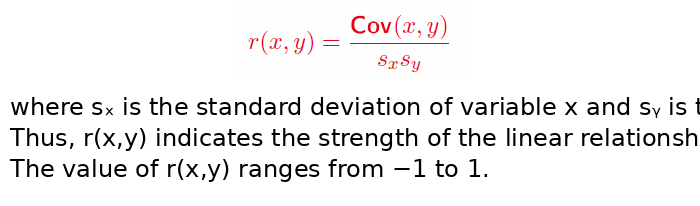 r(x, y) = Cov(x, y) / sₓsᵧ
where sₓ is the standard deviation of variable x and sᵧ is
Thus, r(x,y) indicates the strength of the linear
The value of r(x,y) ranges from −1 to 1.